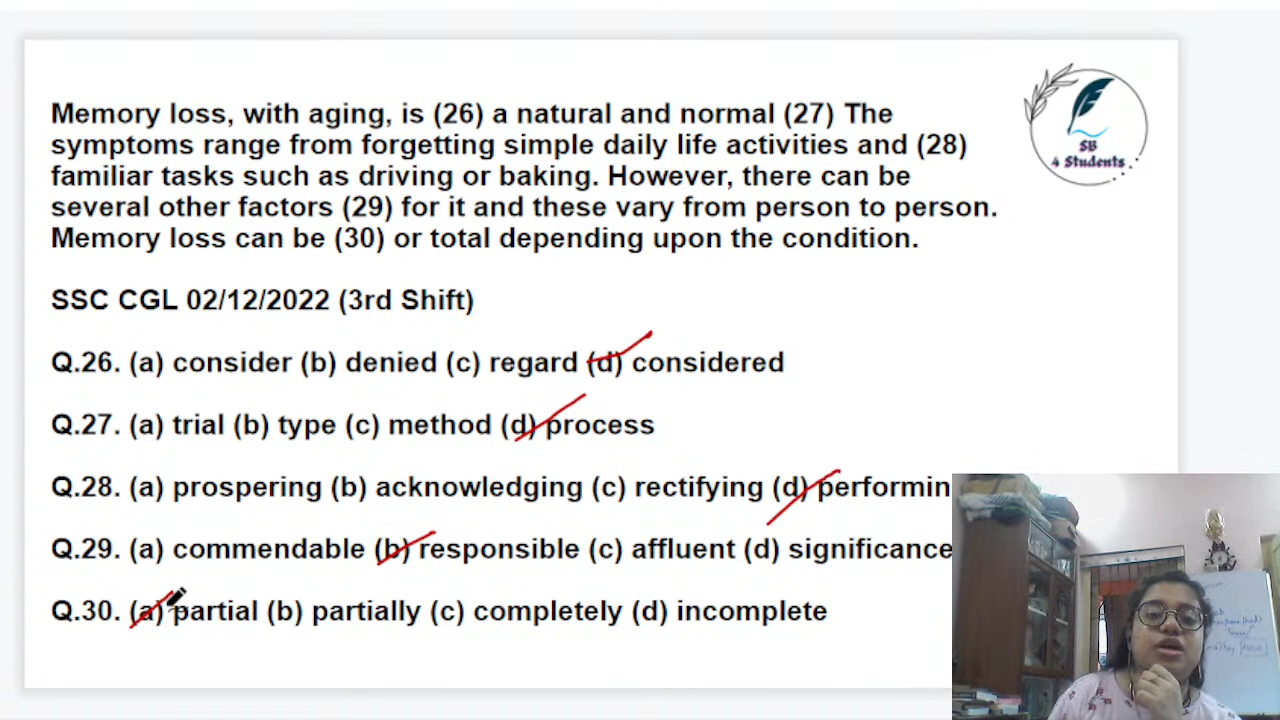 Memory loss, with aging, is (26) a natural and normal (27) The
symptoms range from forgetting simple daily life activities and (28)
familiar tasks such as driving or baking. However, there can be
several other factors (29) for it and these vary from person to person.
Memory loss can be (30) or total depending upon the condition.
SB
4 Students
SSC CGL 02/12/2022 (3rd Shift)
Q.26. (a) consider (b) denied (c) regard (d) considered
Q.27. (a) trial (b) type (c) method (d) process
Q.28. (a) prospering (b) acknowledging (c) rectifying (d) performin
Q.29. (a) commendable (b) responsible (c) affluent (d) significance
Q.30. (a) partial (b) partially (c) completely (d) incomplete